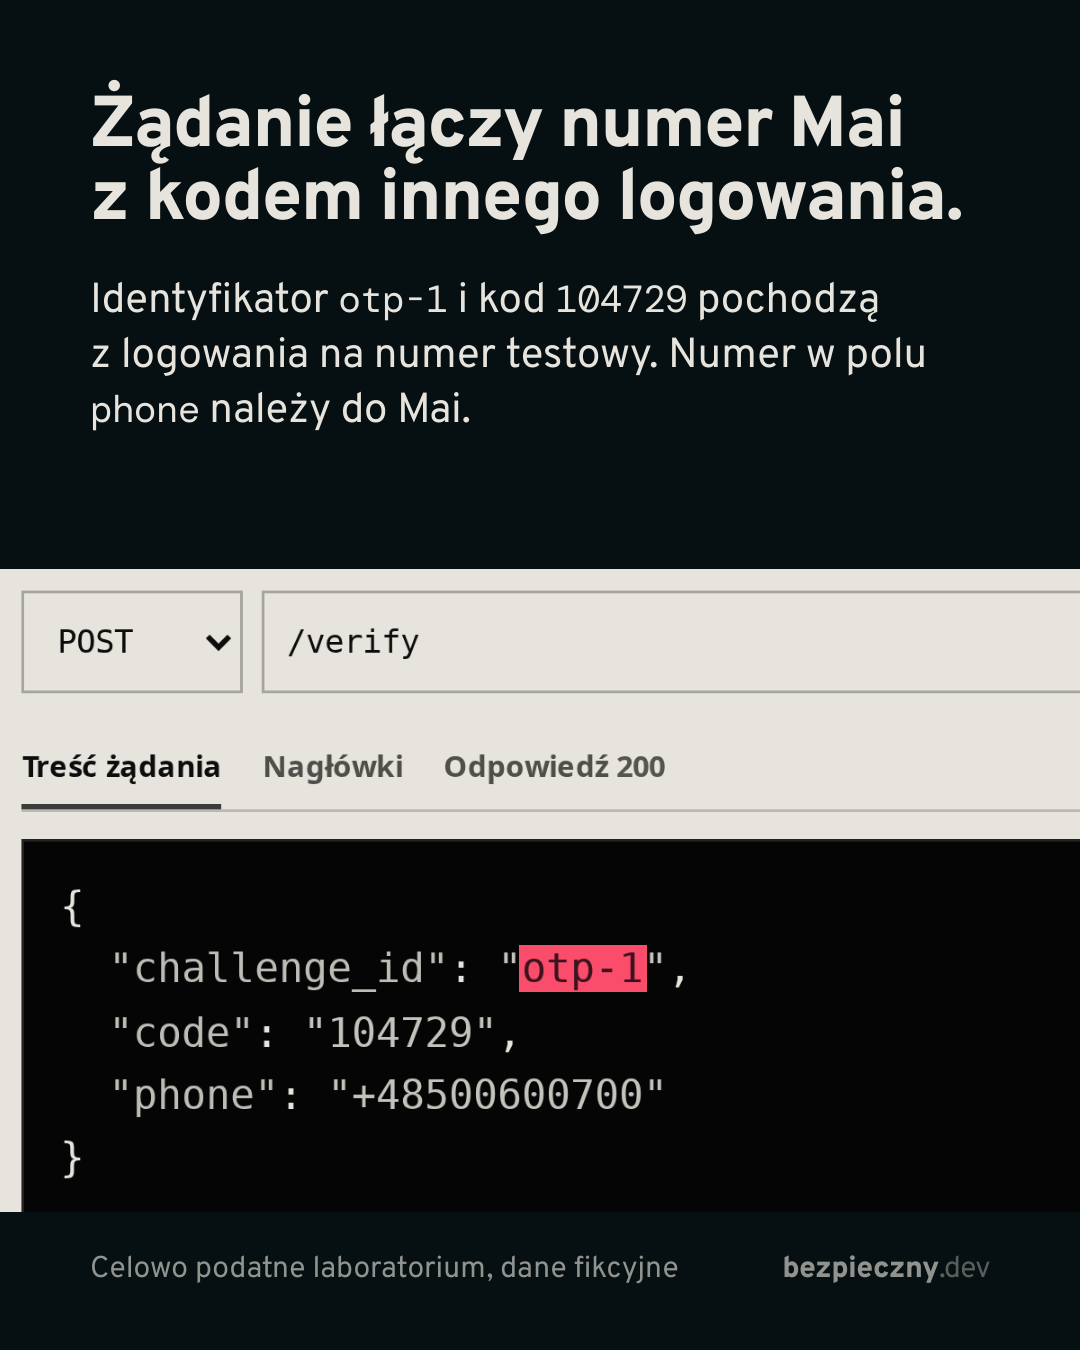 Żądanie łączy numer Mai
z kodem innego logowania.
Identyfikator otp-1 i kod 104729 pochodzą
z logowania na numer testowy. Numer w polu
phone należy do Mai.
POST
/verify
Treść żądania Nagłówki Odpowiedź 200
{
"challenge_id": "otp-1",
"code": "104729",
"phone": "+48500600700"
}
Celowo podatne laboratorium, dane fikcyjne
bezpieczny.dev